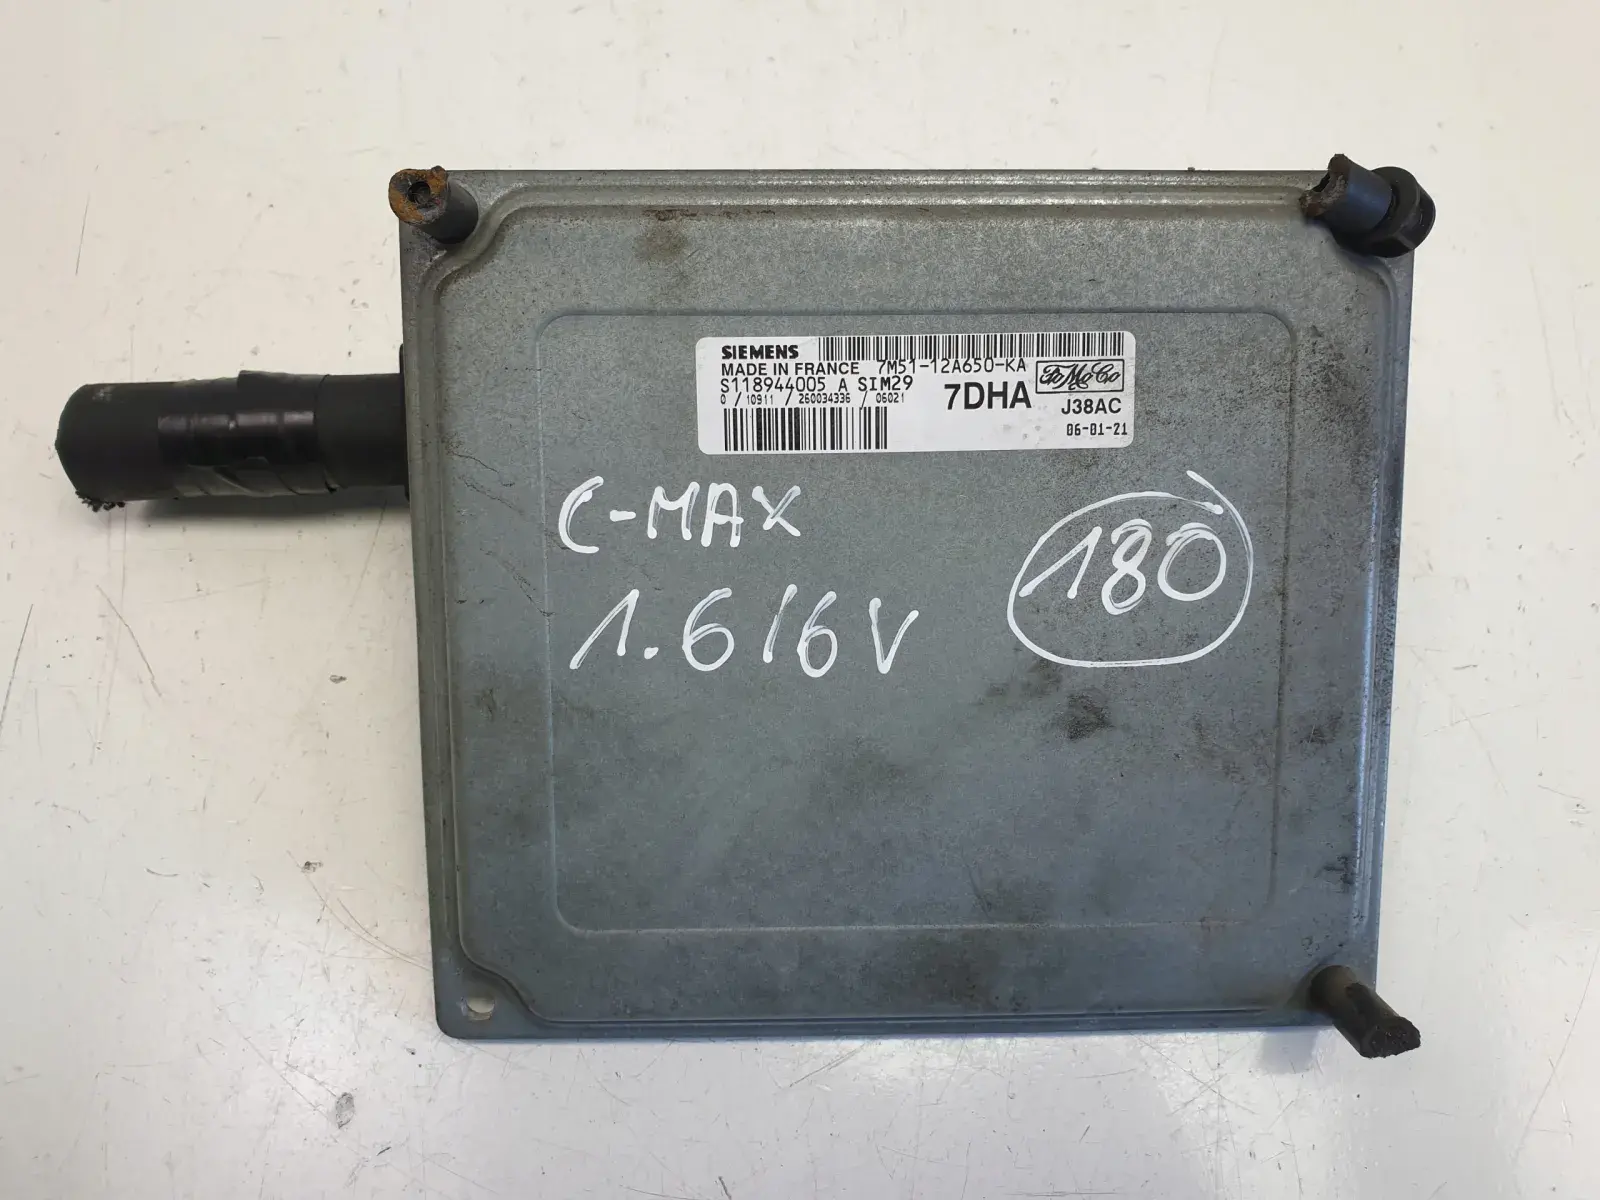 SIEMENS
MADE IN FRANCE 7M51-12A650-KA
S118944005 A SIM29
FoMoCo
0 / 10911 / 260034336 / 06021
7DHA
J38AC
06-01-21
C-MAX
180
1.6 16V